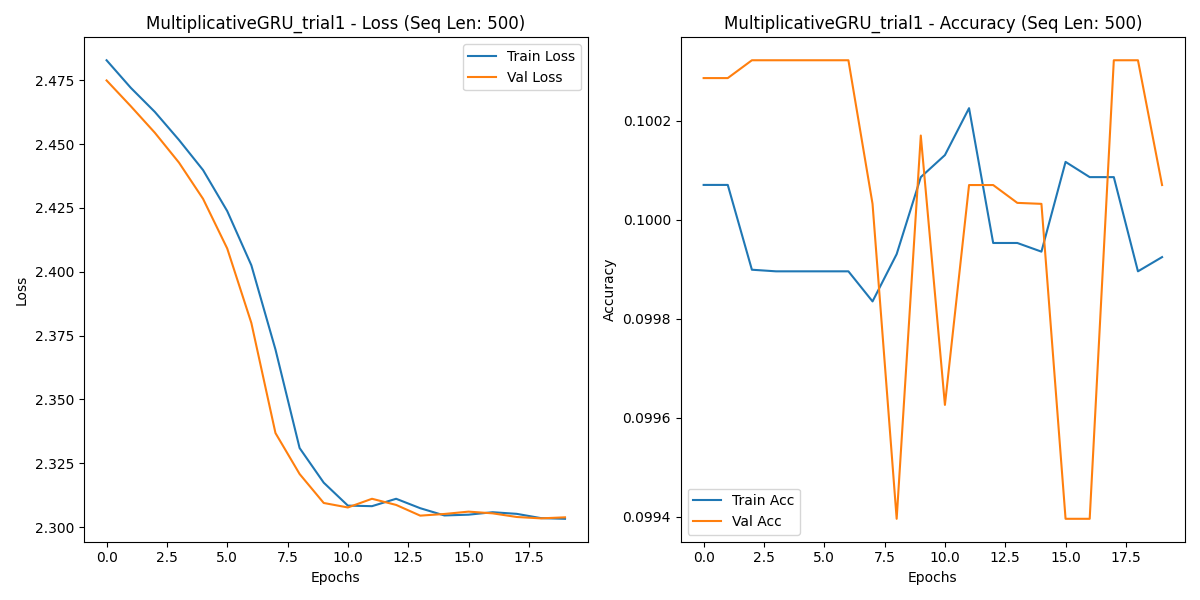 MultiplicativeGRU_trial1 - Loss (Seq Len: 500)
Train Loss
Val Loss
2.475
2.450
2.425
2.400
2.375
2.350
2.325
2.300
Loss
0.0 2.5 5.0 7.5 10.0 12.5 15.0 17.5
Epochs
MultiplicativeGRU_trial1 - Accuracy (Seq Len: 500)
0.1002
0.1000
0.0998
0.0996
0.0994
Accuracy
Train Acc
Val Acc
0.0 2.5 5.0 7.5 10.0 12.5 15.0 17.5
Epochs